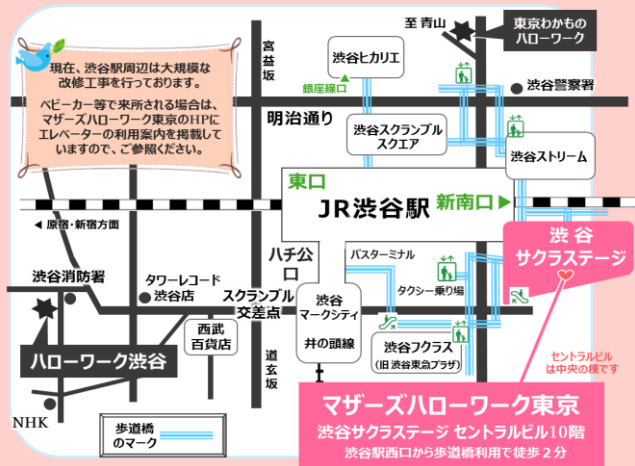 現在、渋谷駅周辺は大規模な
改修工事を行っております。
ベビーカー等で来所される場合は、
マザーズハローワーク東京のHPに
エレベーターの利用案内を掲載して
いますので、ご参照ください。
宮益坂
至 青山
東京わかもの
ハローワーク
渋谷ヒカリエ
銀座線口
渋谷警察署
明治通り
渋谷スクランブル
スクエア
渋谷ストリーム
東口
JR渋谷駅
新南口
原宿・新宿方面
ハチ公
口
バスターミナル
渋谷
サクラステージ
渋谷消防署
タワーレコード
渋谷店
スクランブル
交差点
渋谷
マークシティ
井の頭線
タクシー乗り場
西武
百貨店
渋谷フクラス
(旧 渋谷東急プラザ)
ハローワーク渋谷
道玄坂
セントラルビル
は中央の棟です
NHK
歩道橋
のマーク
マザーズハローワーク東京
渋谷サクラステージ セントラルビル10階
渋谷駅西口から歩道橋利用で徒歩2分